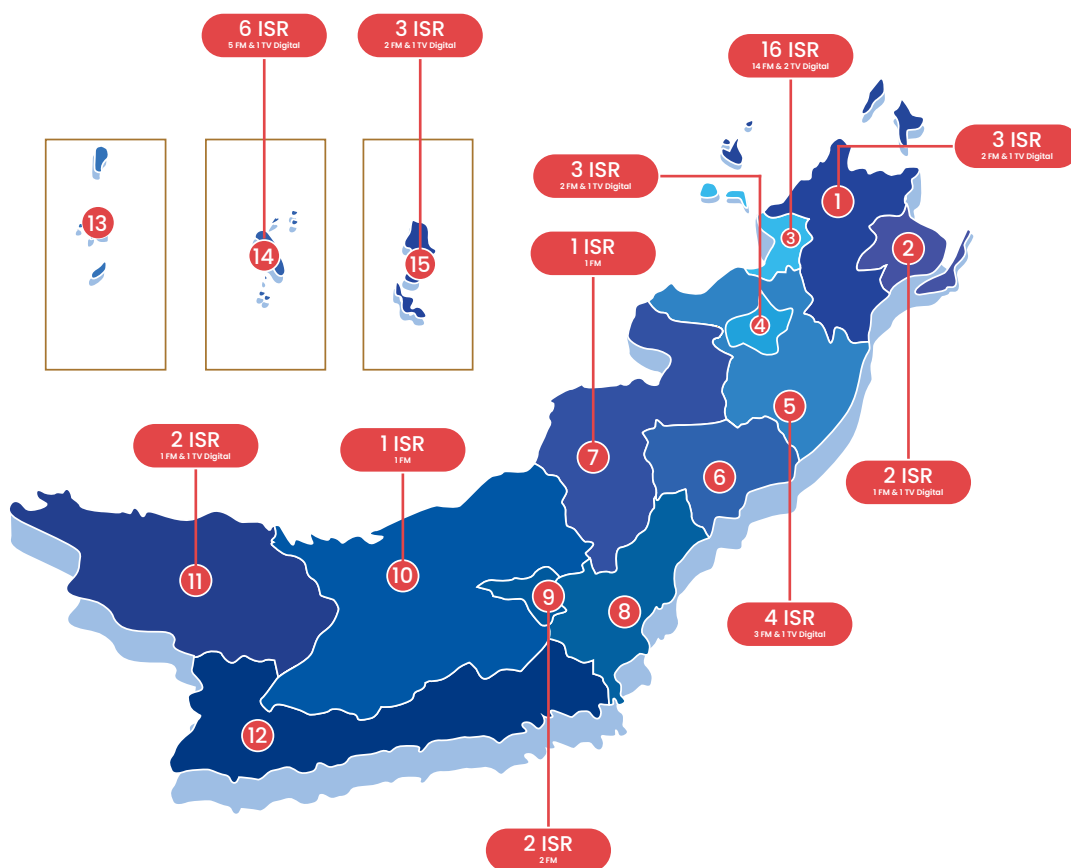 6 ISR
5 FM & 1 TV Digital
3 ISR
2 FM & 1 TV Digital
16 ISR
14 FM & 2 TV Digital
3 ISR
2 FM & 1 TV Digital
3 ISR
2 FM & 1 TV Digital
1 ISR
1 FM
13
14
15
1
2
3
4
5
6
7
2 ISR
1 FM & 1 TV Digital
1 ISR
1 FM
2 ISR
1 FM & 1 TV Digital
11
10
9
8
4 ISR
3 FM & 1 TV Digital
12
2 ISR
2 FM